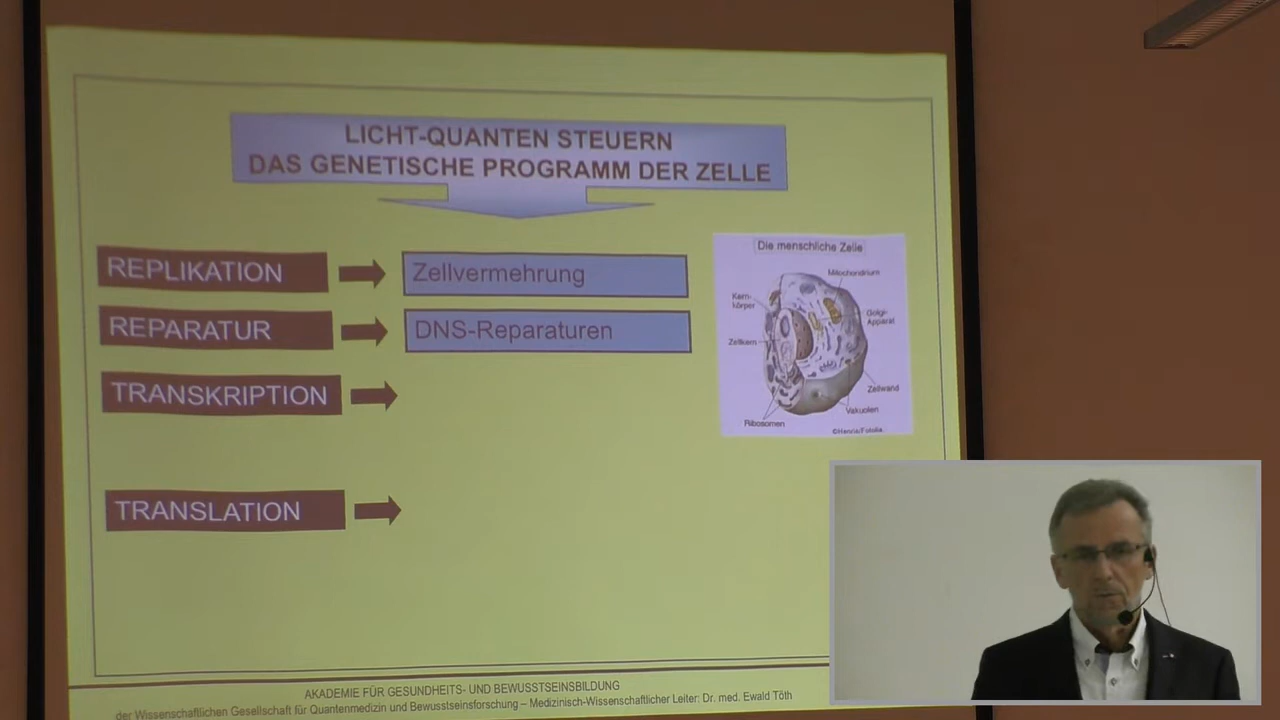 LICHT-QUANTEN STEUERN
DAS GENETISCHE PROGRAMM DER ZELLE
REPLIKATION
Zellvermehrung
REPARATUR
DNS-Reparaturen
TRANSKRIPTION
TRANSLATION
Die menschliche Zelle
Mitochondrium
Kern-
körper
Golgi-
Apparat
Zellkern
Zellwand
Vakuolen
Ribosomen
©Henrie/Fotolia
AKADEMIE FÜR GESUNDHEITS- UND BEWUSSTSEINSBILDUNG
der Wissenschaftlichen Gesellschaft für Quantenmedizin und Bewusstseinsforschung – Medizinisch-Wissenschaftlicher Leiter: Dr. med. Ewald Töth